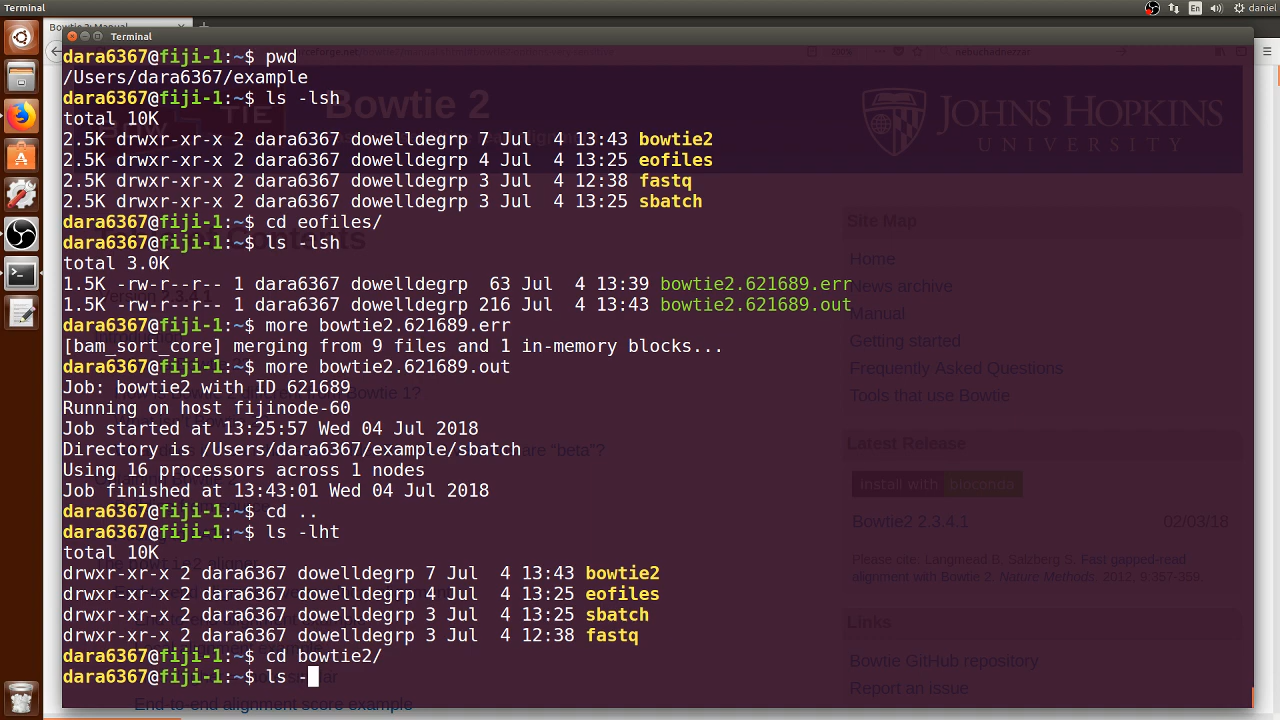 Terminal
En
daniel
Bowtie 2: Manual
Terminal
dara6367@fiji-1:~$ pwd
/Users/dara6367/example
dara6367@fiji-1:~$ ls -lsh
total 10K
2.5K drwxr-xr-x 2 dara6367 dowelldegrp 7 Jul  4 13:43 bowtie2
2.5K drwxr-xr-x 2 dara6367 dowelldegrp 4 Jul  4 13:25 eofiles
2.5K drwxr-xr-x 2 dara6367 dowelldegrp 3 Jul  4 12:38 fastq
2.5K drwxr-xr-x 2 dara6367 dowelldegrp 3 Jul  4 13:25 sbatch
dara6367@fiji-1:~$ cd eofiles/
dara6367@fiji-1:~$ ls -lsh
total 3.0K
1.5K -rw-r--r-- 1 dara6367 dowelldegrp  63 Jul  4 13:39 bowtie2.621689.err
1.5K -rw-r--r-- 1 dara6367 dowelldegrp 216 Jul  4 13:43 bowtie2.621689.out
dara6367@fiji-1:~$ more bowtie2.621689.err
[bam_sort_core] merging from 9 files and 1 in-memory blocks...
dara6367@fiji-1:~$ more bowtie2.621689.out
Job: bowtie2 with ID 621689
Running on host fijinode-60
Job started at 13:25:57 Wed 04 Jul 2018
Directory is /Users/dara6367/example/sbatch
Using 16 processors across 1 nodes
Job finished at 13:43:01 Wed 04 Jul 2018
dara6367@fiji-1:~$ cd ..
dara6367@fiji-1:~$ ls -lht
total 10K
drwxr-xr-x 2 dara6367 dowelldegrp 7 Jul  4 13:43 bowtie2
drwxr-xr-x 2 dara6367 dowelldegrp 4 Jul  4 13:25 eofiles
drwxr-xr-x 2 dara6367 dowelldegrp 3 Jul  4 13:25 sbatch
drwxr-xr-x 2 dara6367 dowelldegrp 3 Jul  4 12:38 fastq
dara6367@fiji-1:~$ cd bowtie2/
dara6367@fiji-1:~$ ls -
Bowtie 2
JOHNS HOPKINS
UNIVERSITY
Site Map
Home
News archive
Manual
Getting started
Frequently Asked Questions
Tools that use Bowtie
Latest Release
Install with bioconda
Bowtie2 2.3.4.1 02/03/18
Please cite: Langmead B, Salzberg S. Fast gapped-read
alignment with Bowtie 2. Nature Methods. 2012, 9:357-359.
Links
Bowtie GitHub repository
Report an issue
End-to-end alignment score example